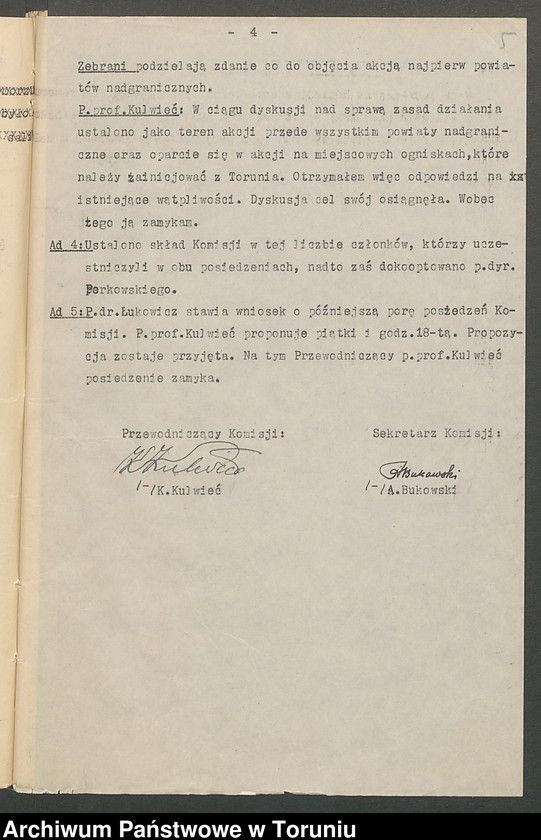 - 4 -
5
Zebrani podzielają zdanie co do objęcia akcją najpierw powia-
tów nadgranicznych.
P.prof.Kulwieć: W ciągu dyskusji nad sprawą zasad działania
ustalono jako teren akcji przede wszystkim powiaty nadgrani-
czne oraz oparcie się w akcji na miejscowych ogniskach,które
należy zainicjować z Torunia. Otrzymałem więc odpowiedzi na
istniejące wątpliwości. Dyskusja cel swój osiągnęła. Wobec
tego ją zamykam.
Ad 4:Ustalono skład Komisji w tej liczbie członków, którzy ucze-
stniczyli w obu posiedzeniach, nadto zaś dokooptowano p.dyr.
Perkowskiego.
Ad 5:P.dr.Łukowicz stawia wniosek o późniejszą porę posiedzeń Ko-
misji. P.prof.Kulwieć proponuje piątki i godz.18-tą. Propozy-
cja zostaje przyjęta. Na tym Przewodniczący p.prof.Kulwieć
posiedzenie zamyka.
Przewodniczący Komisji: Sekretarz Komisji:
K Kulwieć ABukowski
/-/K.Kulwieć /-/A.Bukowski
Archiwum Państwowe w Toruniu